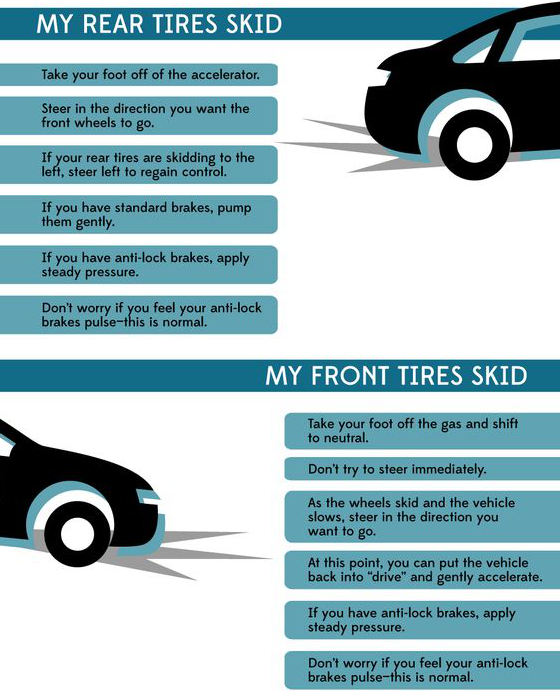 MY REAR TIRES SKID
Take your foot off of the accelerator.
Steer in the direction you want the
front wheels to go.
If your rear tires are skidding to the
left, steer left to regain control.
If you have standard brakes, pump
them gently.
If you have anti-lock brakes, apply
steady pressure.
Don't worry if you feel your anti-lock
brakes pulse–this is normal.
MY FRONT TIRES SKID
Take your foot off the gas and shift
to neutral.
Don't try to steer immediately.
As the wheels skid and the vehicle
slows, steer in the direction you
want to go.
At this point, you can put the vehicle
back into “drive” and gently accelerate.
If you have anti-lock brakes, apply
steady pressure.
Don't worry if you feel your anti-lock
brakes pulse–this is normal.